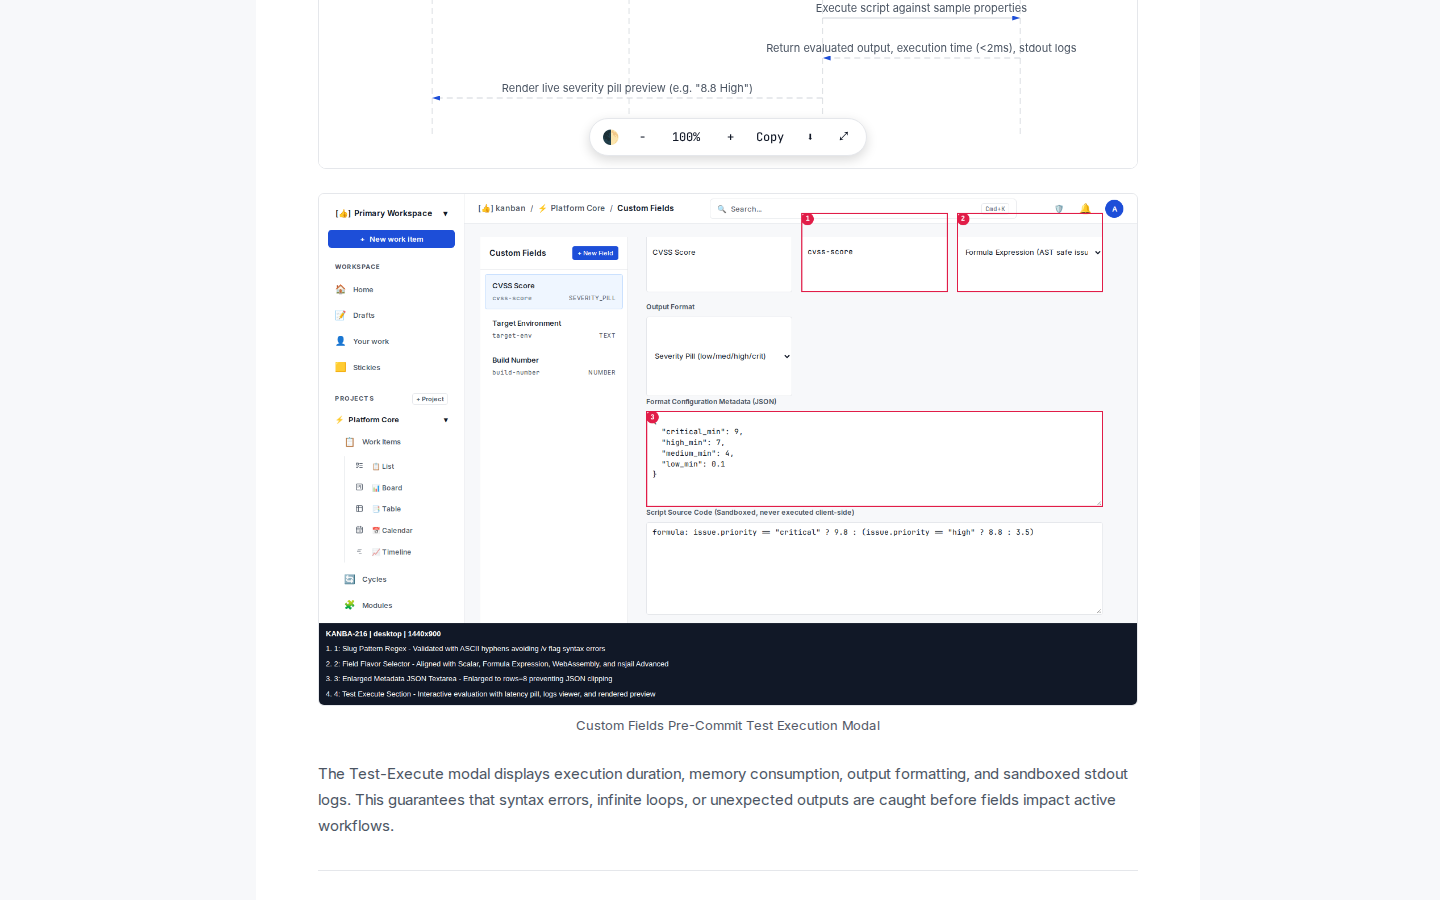 Execute script against sample properties
Return evaluated output, execution time (<2ms), stdout logs
Render live severity pill preview (e.g. "8.8 High")
- 100% + Copy
Primary Workspace
+ New work item
WORKSPACE
Home
Drafts
Your work
Stickies
PROJECTS
+ Project
Platform Core
Work Items
List
Board
Table
Calendar
Timeline
Cycles
Modules
kanban / Platform Core / Custom Fields
Search...
Cmd+K
A
Custom Fields
+ New Field
CVSS Score
cvss-score SEVERITY_PILL
Target Environment
target-env TEXT
Build Number
build-number NUMBER
CVSS Score
1
cvss-score
2
Formula Expression (AST safe issu
Output Format
Severity Pill (low/med/high/crit)
Format Configuration Metadata (JSON)
3
"critical_min": 9,
"high_min": 7,
"medium_min": 4,
"low_min": 0.1
}
Script Source Code (Sandboxed, never executed client-side)
formula: issue.priority == "critical" ? 9.8 : (issue.priority == "high" ? 8.8 : 3.5)
KANBA-216 | desktop | 1440x900
1. 1: Slug Pattern Regex - Validated with ASCII hyphens avoiding /v flag syntax errors
2. 2: Field Flavor Selector - Aligned with Scalar, Formula Expression, WebAssembly, and nsjail Advanced
3. 3: Enlarged Metadata JSON Textarea - Enlarged to rows=8 preventing JSON clipping
4. 4: Test Execute Section - Interactive evaluation with latency pill, logs viewer, and rendered preview
Custom Fields Pre-Commit Test Execution Modal
The Test-Execute modal displays execution duration, memory consumption, output formatting, and sandboxed stdout
logs. This guarantees that syntax errors, infinite loops, or unexpected outputs are caught before fields impact active
workflows.